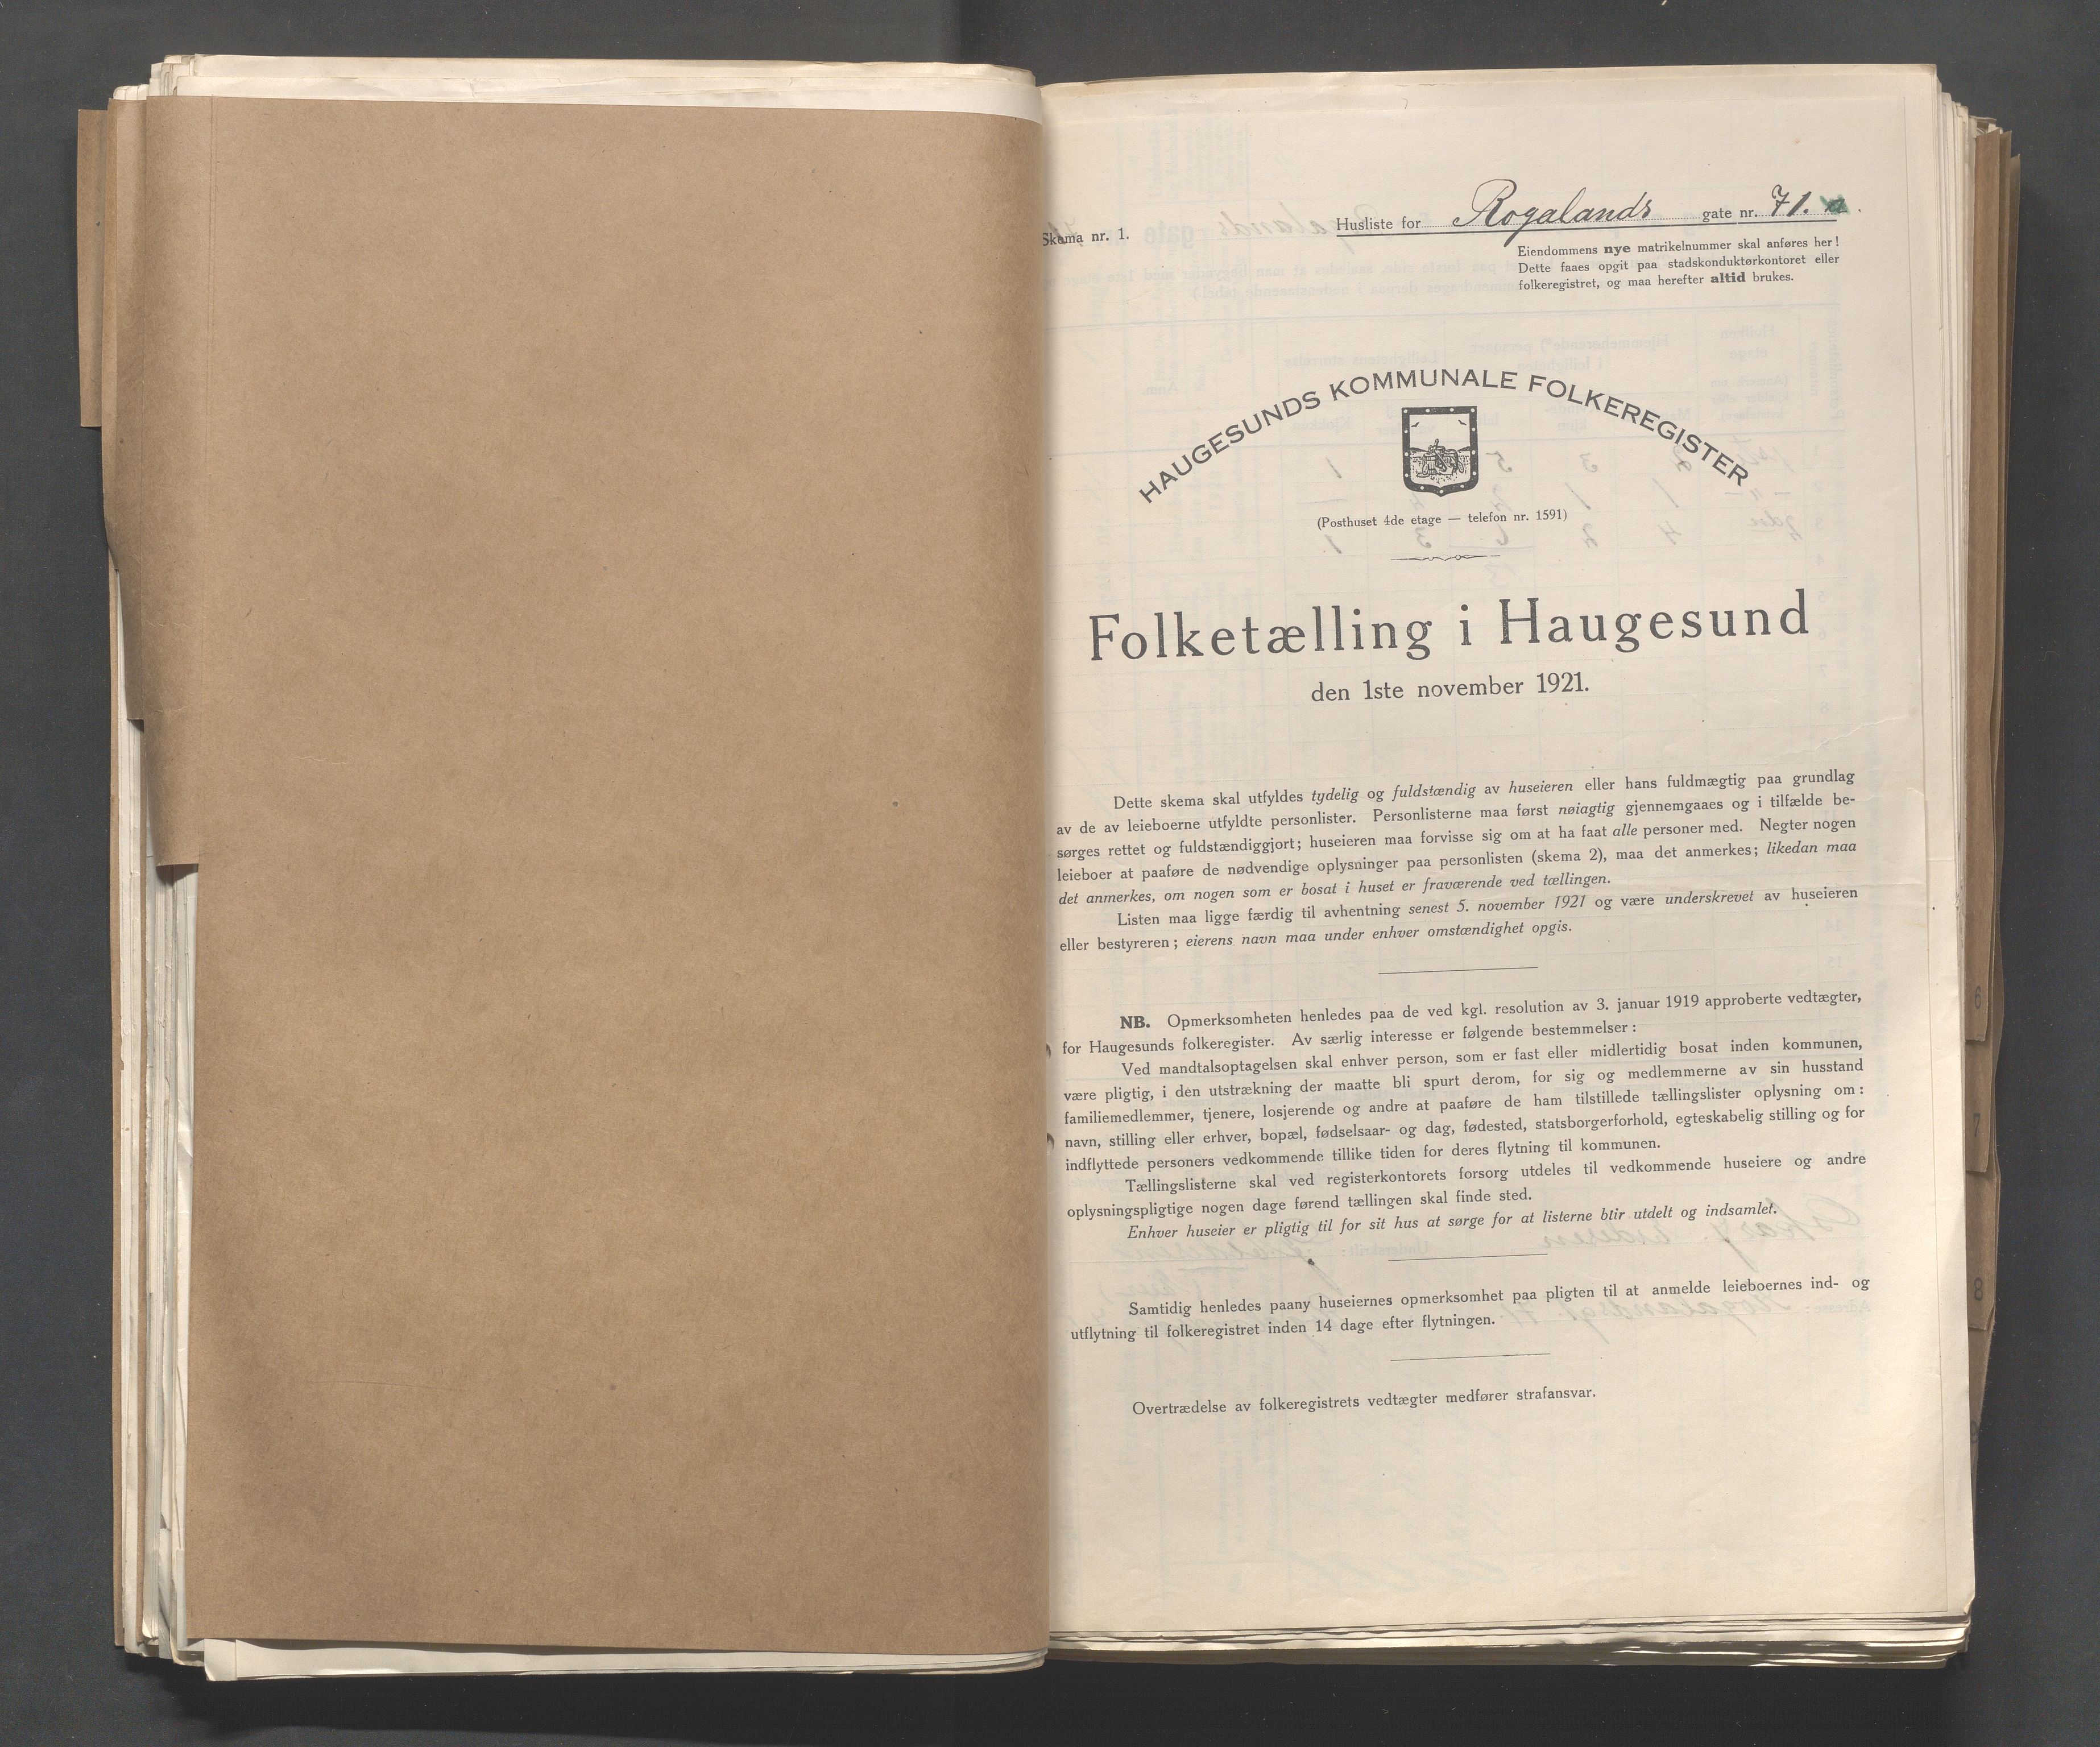 Skema nr. 1.
Husliste for Rogalands gate nr. 71.
Eiendommens nye matrikelnummer skal anføres her!
Dette faaes opgit paa stadskonduktørkontoret eller
folkeregistret, og maa herefter altid brukes.
HAUGESUNDS KOMMUNALE FOLKEREGISTER
(Posthuset 4de etage — telefon nr. 1591)
Folketælling i Haugesund
den 1ste november 1921.
Dette skema skal utfyldes tydelig og fuldstændig av huseieren eller hans fuldmægtig paa grundlag
av de av leieboerne utfyldte personlister. Personlisterne maa først nøiagtig gjennemgaaes og i tilfælde be-
sørges rettet og fuldstændiggjort; huseieren maa forvisse sig om at ha faat alle personer med. Negter nogen
leieboer at paaføre de nødvendige oplysninger paa personlisten (skema 2), maa det anmerkes; likedan maa
det anmerkes, om nogen som er bosat i huset er fraværende ved tællingen.
Listen maa ligge færdig til avhentning senest 5. november 1921 og være underskrevet av huseieren
eller bestyreren; eierens navn maa under enhver omstændighet opgis.
NB. Opmerksomheten henledes paa de ved kgl. resolution av 3. januar 1919 approberte vedtægter,
for Haugesunds folkeregister. Av særlig interesse er følgende bestemmelser:
Ved mandtalsoptagelsen skal enhver person, som er fast eller midlertidig bosat inden kommunen,
være pligtig, i den utstrækning der maatte bli spurt derom, for sig og medlemmerne av sin husstand
familiemedlemmer, tjenere, losjerende og andre at paaføre de ham tilstillede tællingslister oplysning om:
navn, stilling eller erhver, bopæl, fødselsaar- og dag, fødested, statsborgerforhold, egteskabelig stilling og for
indflyttede personers vedkommende tillike tiden for deres flytning til kommunen.
Tællingslisterne skal ved registerkontorets forsorg utdeles til vedkommende huseiere og andre
oplysningspligtige nogen dage førend tællingen skal finde sted.
Enhver huseier er pligtig til for sit hus at sørge for at listerne blir utdelt og indsamlet.
Samtidig henledes paany huseiernes opmerksomhet paa pligten til at anmelde leieboernes ind- og
utflytning til folkeregistret inden 14 dage efter flytningen.
Overtrædelse av folkeregistrets vedtægter medfører strafansvar.
6
7
8
9